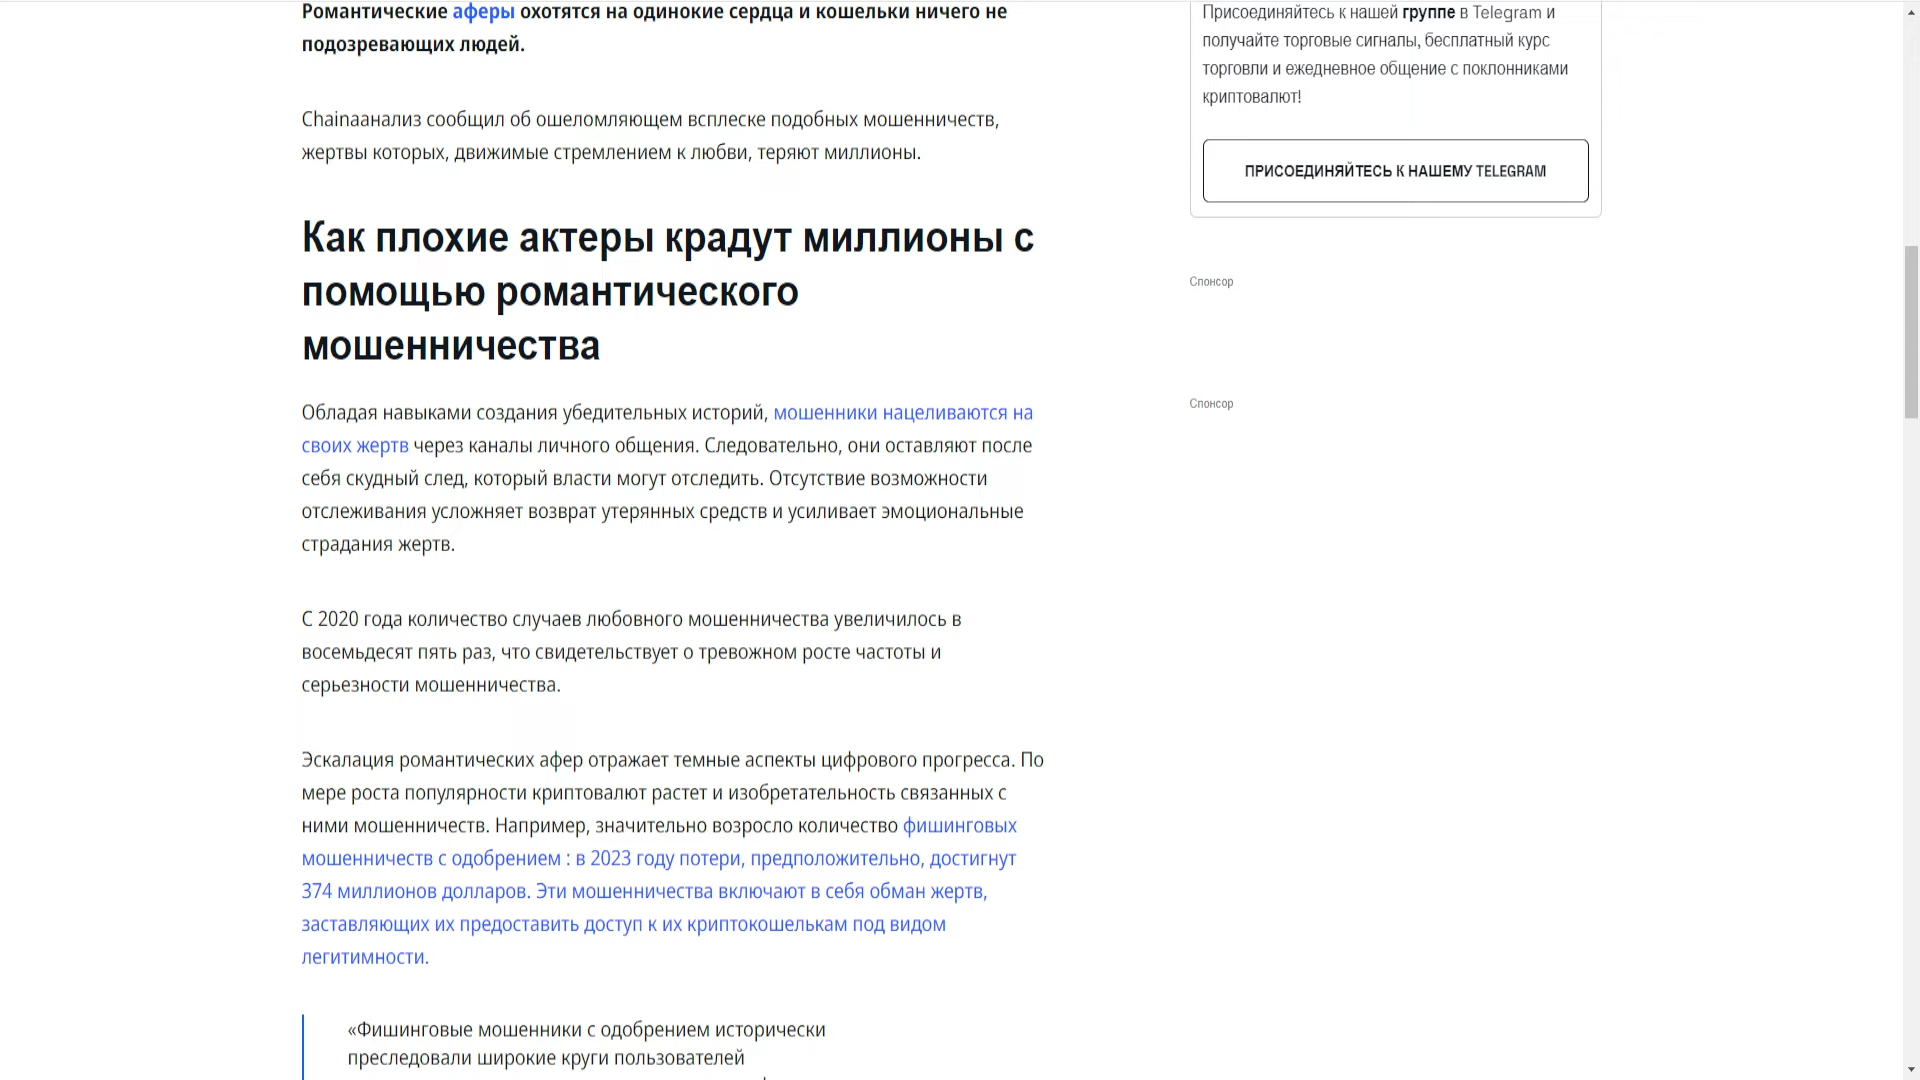 Романтические аферы охотятся на одинокие сердца и кошельки ничего не
подозревающих людей.
Chainaанализ сообщил об ошеломляющем всплеске подобных мошенничеств,
жертвы которых, движимые стремлением к любви, теряют миллионы.
Как плохие актеры крадут миллионы с
помощью романтического
мошенничества
Обладая навыками создания убедительных историй, мошенники нацеливаются на
своих жертв через каналы личного общения. Следовательно, они оставляют после
себя скудный след, который власти могут отследить. Отсутствие возможности
отслеживания усложняет возврат утерянных средств и усиливает эмоциональные
страдания жертв.
С 2020 года количество случаев любовного мошенничества увеличилось в
восемьдесят пять раз, что свидетельствует о тревожном росте частоты и
серьезности мошенничества.
Эскалация романтических афер отражает темные аспекты цифрового прогресса. По
мере роста популярности криптовалют растет и изобретательность связанных с
ними мошенничеств. Например, значительно возросло количество фишинговых
мошенничеств с одобрением : в 2023 году потери, предположительно, достигнут
374 миллионов долларов. Эти мошенничества включают в себя обман жертв,
заставляющих их предоставить доступ к их криптокошелькам под видом
легитимности.
«Фишинговые мошенники с одобрением исторически
преследовали широкие круги пользователей
Присоединяйтесь к нашей группе в Telegram и
получайте торговые сигналы, бесплатный курс
торговли и ежедневное общение с поклонниками
криптовалют!
ПРИСОЕДИНЯЙТЕСЬ К НАШЕМУ TELEGRAM
Спонсор
Спонсор